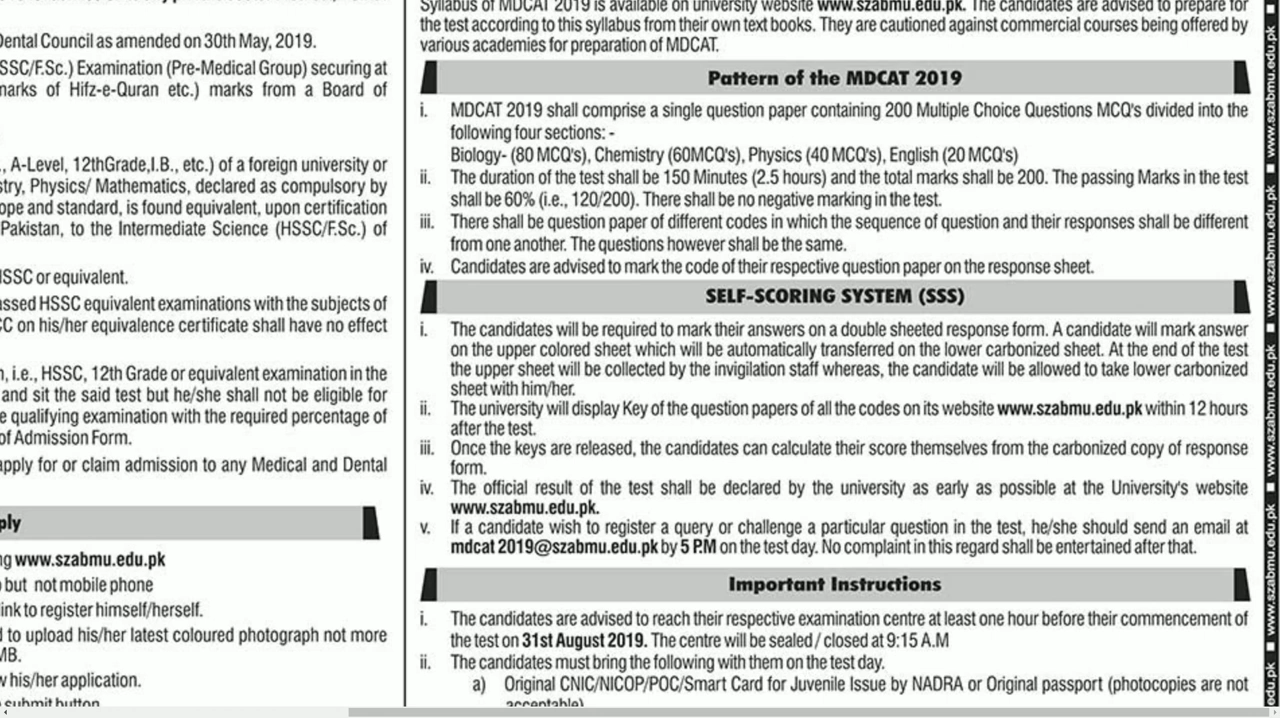 Dental Council as amended on 30th May, 2019.
SSC/F.Sc.) Examination (Pre-Medical Group) securing at
marks of Hifz-e-Quran etc.) marks from a Board of
, A-Level, 12thGrade,I.B., etc.) of a foreign university or
stry, Physics/ Mathematics, declared as compulsory by
ope and standard, is found equivalent, upon certification
Pakistan, to the Intermediate Science (HSSC/F.Sc.) of
HSSC or equivalent.
assed HSSC equivalent examinations with the subjects of
CC on his/her equivalence certificate shall have no effect
n, i.e., HSSC, 12th Grade or equivalent examination in the
and sit the said test but he/she shall not be eligible for
e qualifying examination with the required percentage of
of Admission Form.
apply for or claim admission to any Medical and Dental
ply
ng www.szabmu.edu.pk
but not mobile phone
link to register himself/herself.
d to upload his/her latest coloured photograph not more
MB.
w his/her application.
submit button
Syllabus of MDCAT 2019 is available on university website www.szabmu.edu.pk. The candidates are advised to prepare for
the test according to this syllabus from their own text books. They are cautioned against commercial courses being offered by
various academies for preparation of MDCAT.
Pattern of the MDCAT 2019
i. MDCAT 2019 shall comprise a single question paper containing 200 Multiple Choice Questions MCQ's divided into the
following four sections: -
Biology- (80 MCQ's), Chemistry (60MCQ's), Physics (40 MCQ's), English (20 MCQ's)
ii. The duration of the test shall be 150 Minutes (2.5 hours) and the total marks shall be 200. The passing Marks in the test
shall be 60% (i.e., 120/200). There shall be no negative marking in the test.
iii. There shall be question paper of different codes in which the sequence of question and their responses shall be different
from one another. The questions however shall be the same.
iv. Candidates are advised to mark the code of their respective question paper on the response sheet.
SELF-SCORING SYSTEM (SSS)
i. The candidates will be required to mark their answers on a double sheeted response form. A candidate will mark answer
on the upper colored sheet which will be automatically transferred on the lower carbonized sheet. At the end of the test
the upper sheet will be collected by the invigilation staff whereas, the candidate will be allowed to take lower carbonized
sheet with him/her.
ii. The university will display Key of the question papers of all the codes on its website www.szabmu.edu.pk within 12 hours
after the test.
iii. Once the keys are released, the candidates can calculate their score themselves from the carbonized copy of response
form.
iv. The official result of the test shall be declared by the university as early as possible at the University's website
www.szabmu.edu.pk.
v. If a candidate wish to register a query or challenge a particular question in the test, he/she should send an email at
mdcat 2019@szabmu.edu.pk by 5 P.M on the test day. No complaint in this regard shall be entertained after that.
Important Instructions
i. The candidates are advised to reach their respective examination centre at least one hour before their commencement of
the test on 31st August 2019. The centre will be sealed / closed at 9:15 A.M
ii. The candidates must bring the following with them on the test day.
a) Original CNIC/NICOP/POC/Smart Card for Juvenile Issue by NADRA or Original passport (photocopies are not
acceptable)
www.szabmu.edu.pk ■ www.szabmu.edu.pk ■ www.szabmu.edu.pk ■ www.szabmu.edu.pk ■